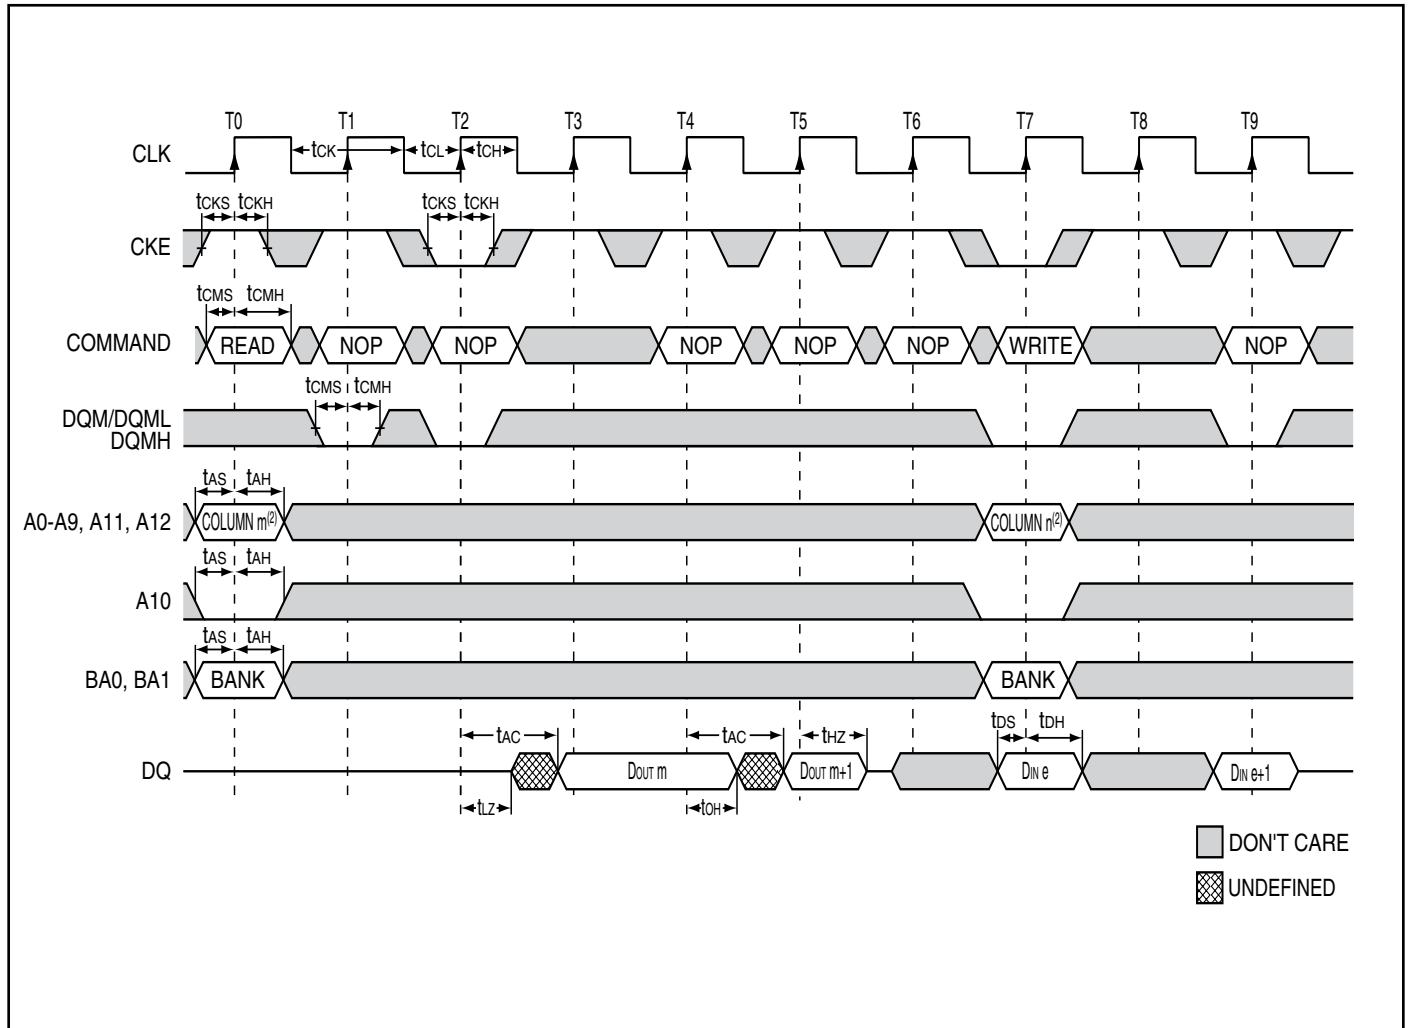 T0 T1 T2 T3 T4 T5 T6 T7 T8 T9
CLK
tCK tCL tCH
tCKS tCKH tCKS tCKH
CKE
tCMS tCMH
COMMAND READ NOP NOP NOP NOP NOP WRITE NOP
tCMS tCMH
DQM/DQML
DQMH
tAS tAH
A0-A9, A11, A12 COLUMN m(2) COLUMN n(2)
tAS tAH
A10
tAS tAH
BA0, BA1 BANK BANK
tAC tAC tHZ tDS tDH
DQ DOUT m DOUT m+1 DIN e DIN e+1
tLZ tOH
DON'T CARE
UNDEFINED